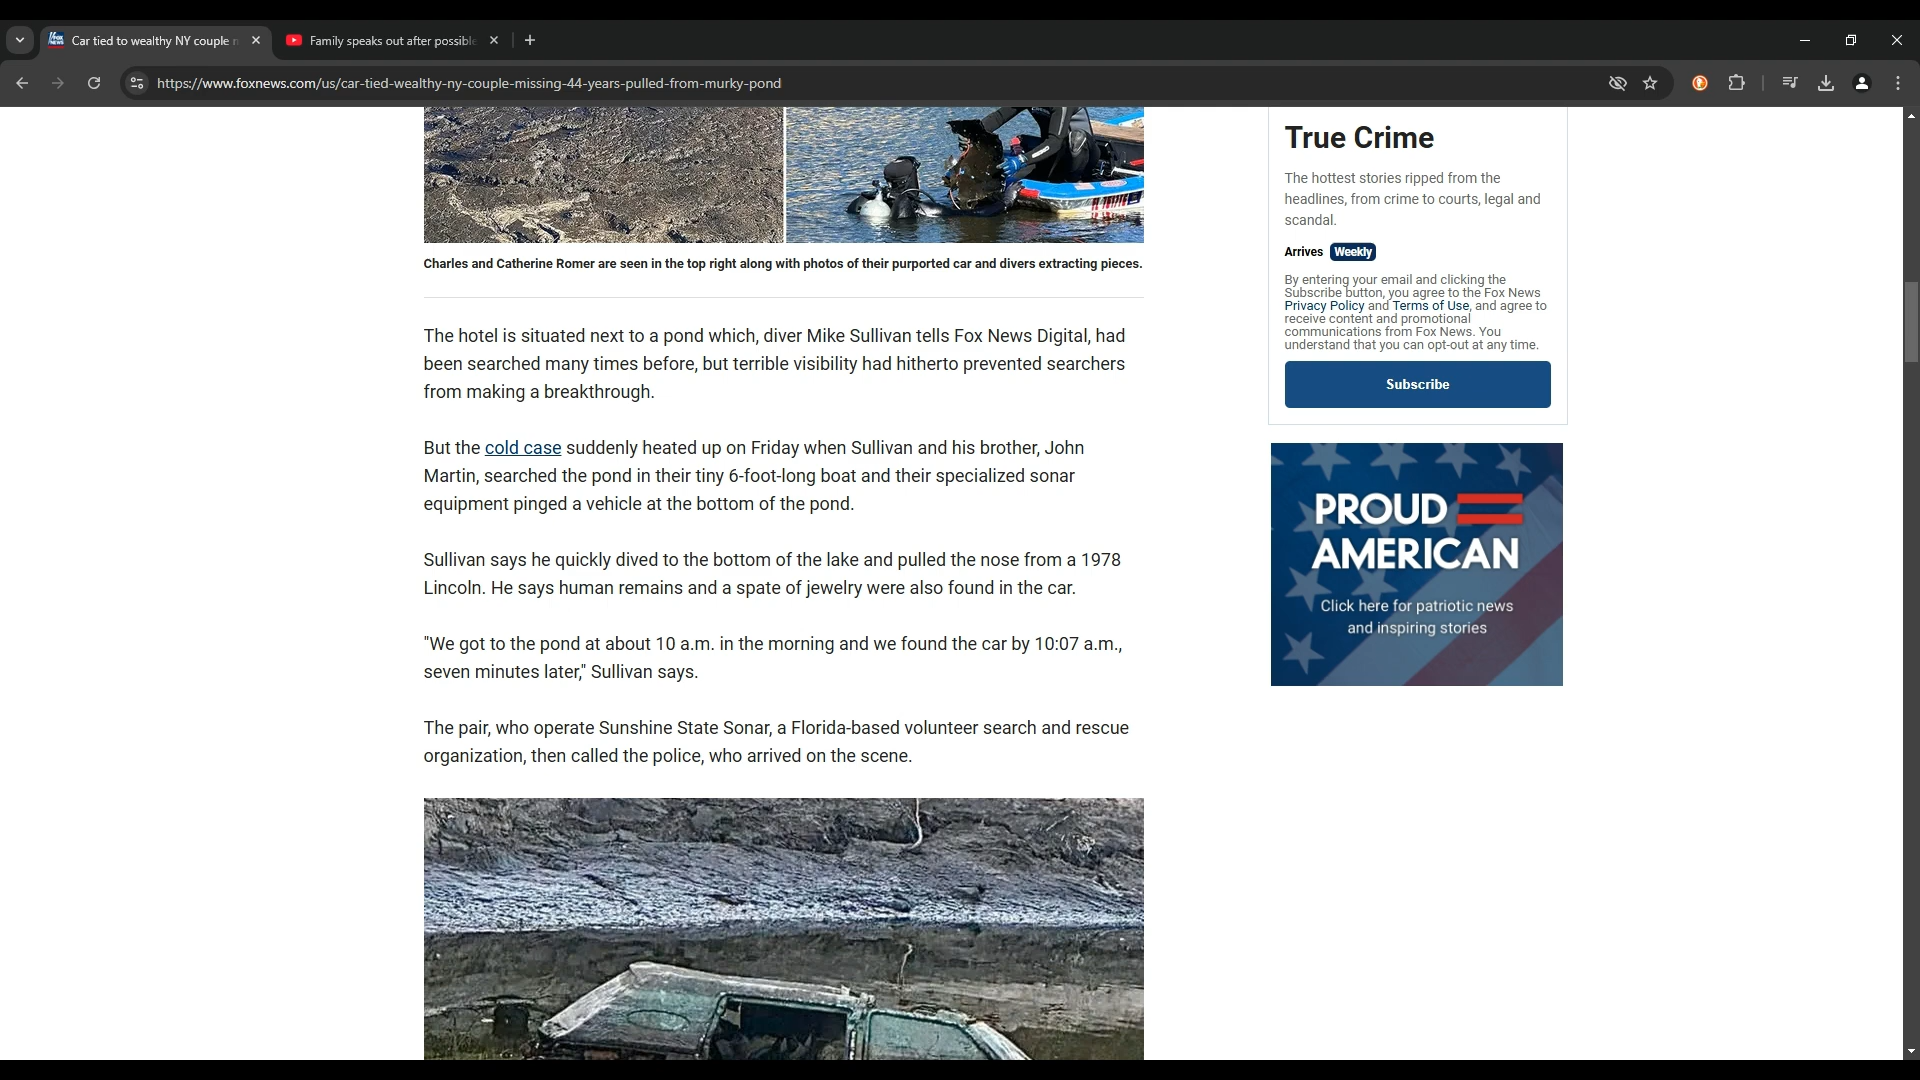 Car tied to wealthy NY couple
Family speaks out after possible
https://www.foxnews.com/us/car-tied-wealthy-ny-couple-missing-44-years-pulled-from-murky-pond
Charles and Catherine Romer are seen in the top right along with photos of their purported car and divers extracting pieces.
The hotel is situated next to a pond which, diver Mike Sullivan tells Fox News Digital, had
been searched many times before, but terrible visibility had hitherto prevented searchers
from making a breakthrough.
But the cold case suddenly heated up on Friday when Sullivan and his brother, John
Martin, searched the pond in their tiny 6-foot-long boat and their specialized sonar
equipment pinged a vehicle at the bottom of the pond.
Sullivan says he quickly dived to the bottom of the lake and pulled the nose from a 1978
Lincoln. He says human remains and a spate of jewelry were also found in the car.
"We got to the pond at about 10 a.m. in the morning and we found the car by 10:07 a.m.,
seven minutes later," Sullivan says.
The pair, who operate Sunshine State Sonar, a Florida-based volunteer search and rescue
organization, then called the police, who arrived on the scene.
True Crime
The hottest stories ripped from the
headlines, from crime to courts, legal and
scandal.
Arrives Weekly
By entering your email and clicking the
Subscribe button, you agree to the Fox News
Privacy Policy and Terms of Use, and agree to
receive content and promotional
communications from Fox News. You
understand that you can opt-out at any time.
Subscribe
PROUD
AMERICAN
Click here for patriotic news
and inspiring stories